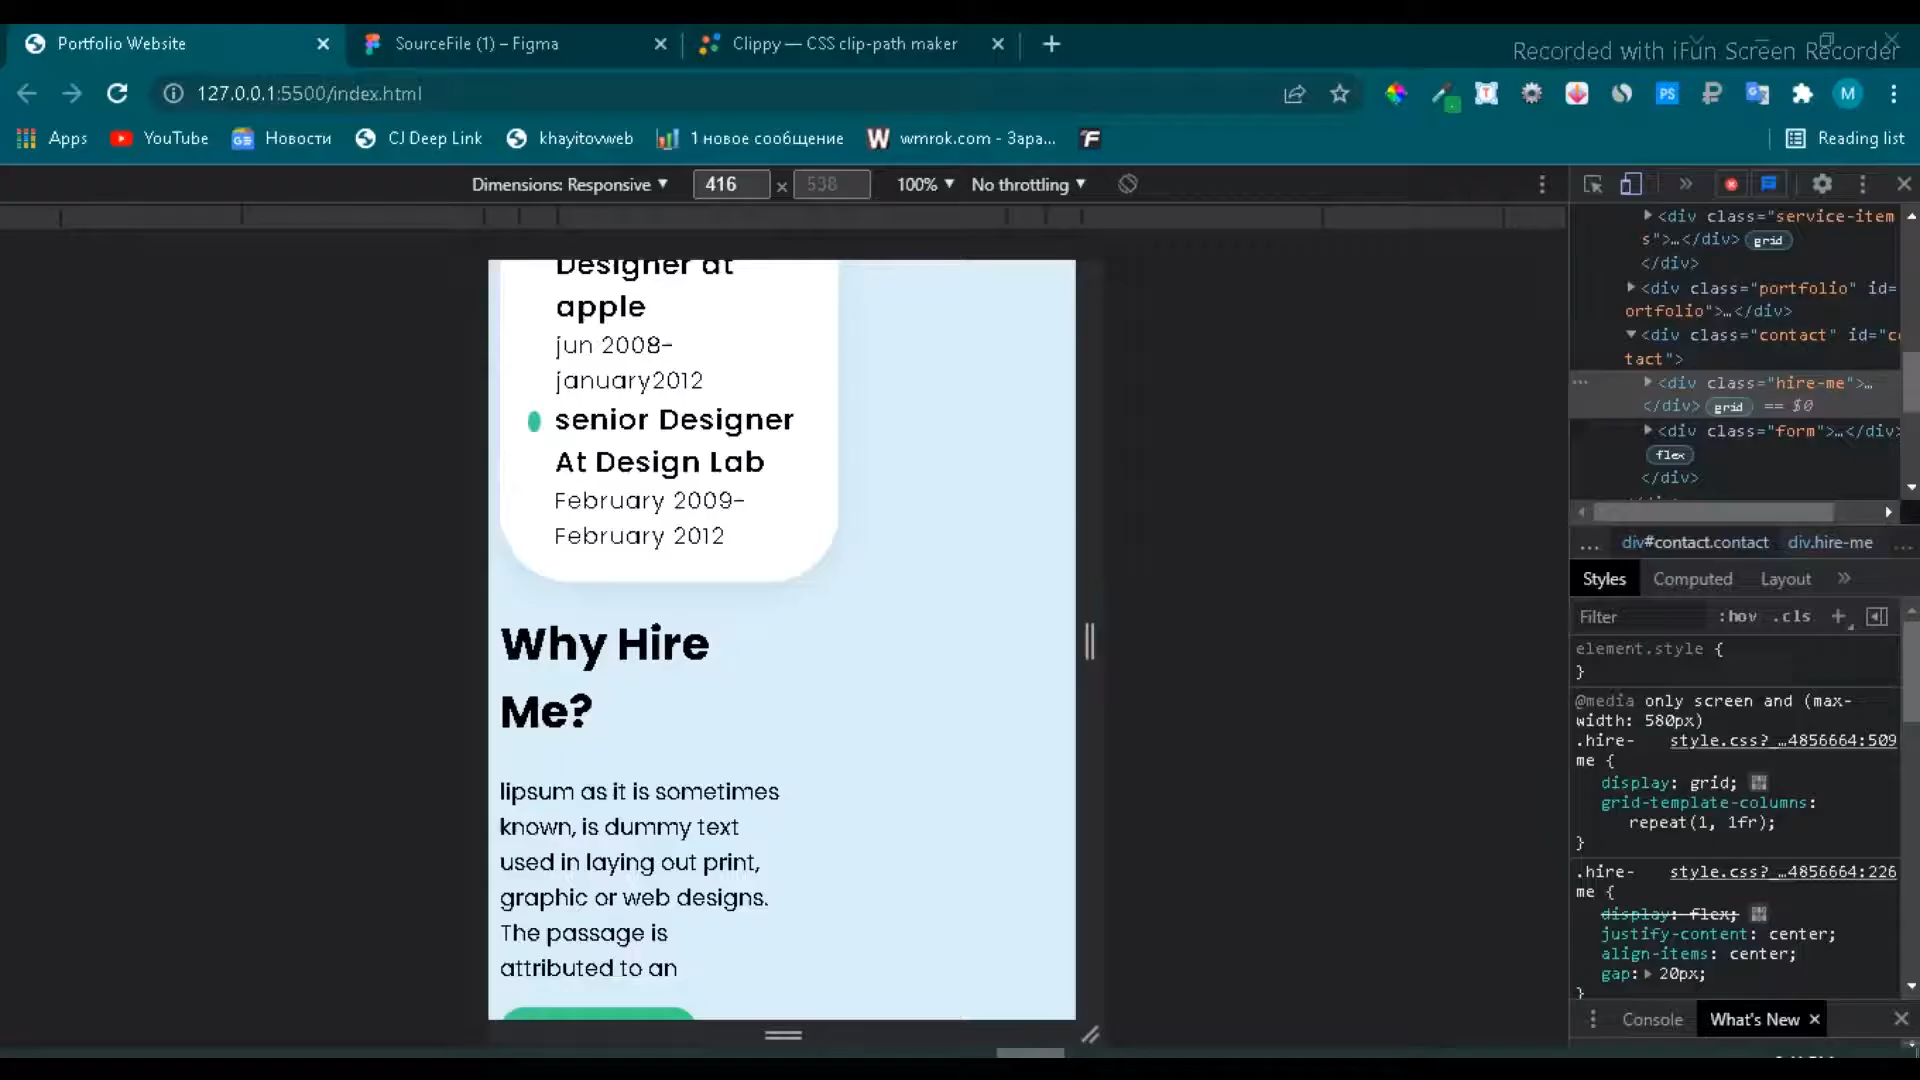 Portfolio Website
SourceFile (1) – Figma
Clippy — CSS clip-path maker
Recorded with iFun Screen Recorder
127.0.0.1:5500/index.html
Apps
YouTube
Новости
CJ Deep Link
khayitovweb
1 новое сообщение
wmrok.com - Зара...
Reading list
Dimensions: Responsive
416
x
538
100%
No throttling
Designer at
apple
jun 2008-
january2012
senior Designer
At Design Lab
February 2009-
February 2012
Why Hire
Me?
lipsum as it is sometimes
known, is dummy text
used in laying out print,
graphic or web designs.
The passage is
attributed to an
<div class="service-item
s">…</div> grid
</div>
<div class="portfolio" id=
ortfolio">…</div>
<div class="contact" id="co
tact">
<div class="hire-me">…
</div> grid == $0
<div class="form">…</div>
flex
</div>
... div#contact.contact div.hire-me ...
Styles Computed Layout
Filter :hov .cls
element.style {
}
@media only screen and (max-
width: 580px)
.hire- style.css?_…4856664:509
me {
display: grid;
grid-template-columns:
repeat(1, 1fr);
}
.hire- style.css?_…4856664:226
me {
display: flex;
justify-content: center;
align-items: center;
gap: 20px;
}
Console What's New